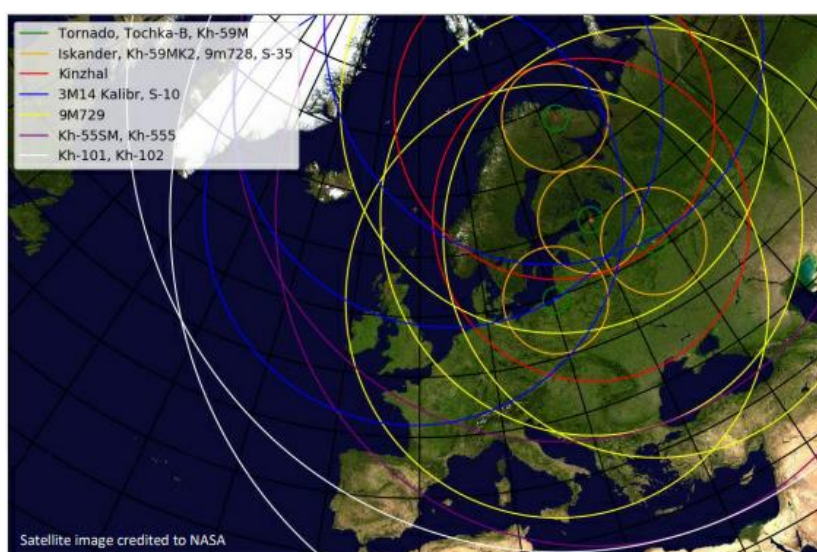 Tornado, Tochka-B, Kh-59M
Iskander, Kh-59MK2, 9m728, S-35
Kinzhal
3M14 Kalibr, S-10
9M729
Kh-55SM, Kh-555
Kh-101, Kh-102
Satellite image credited to NASA